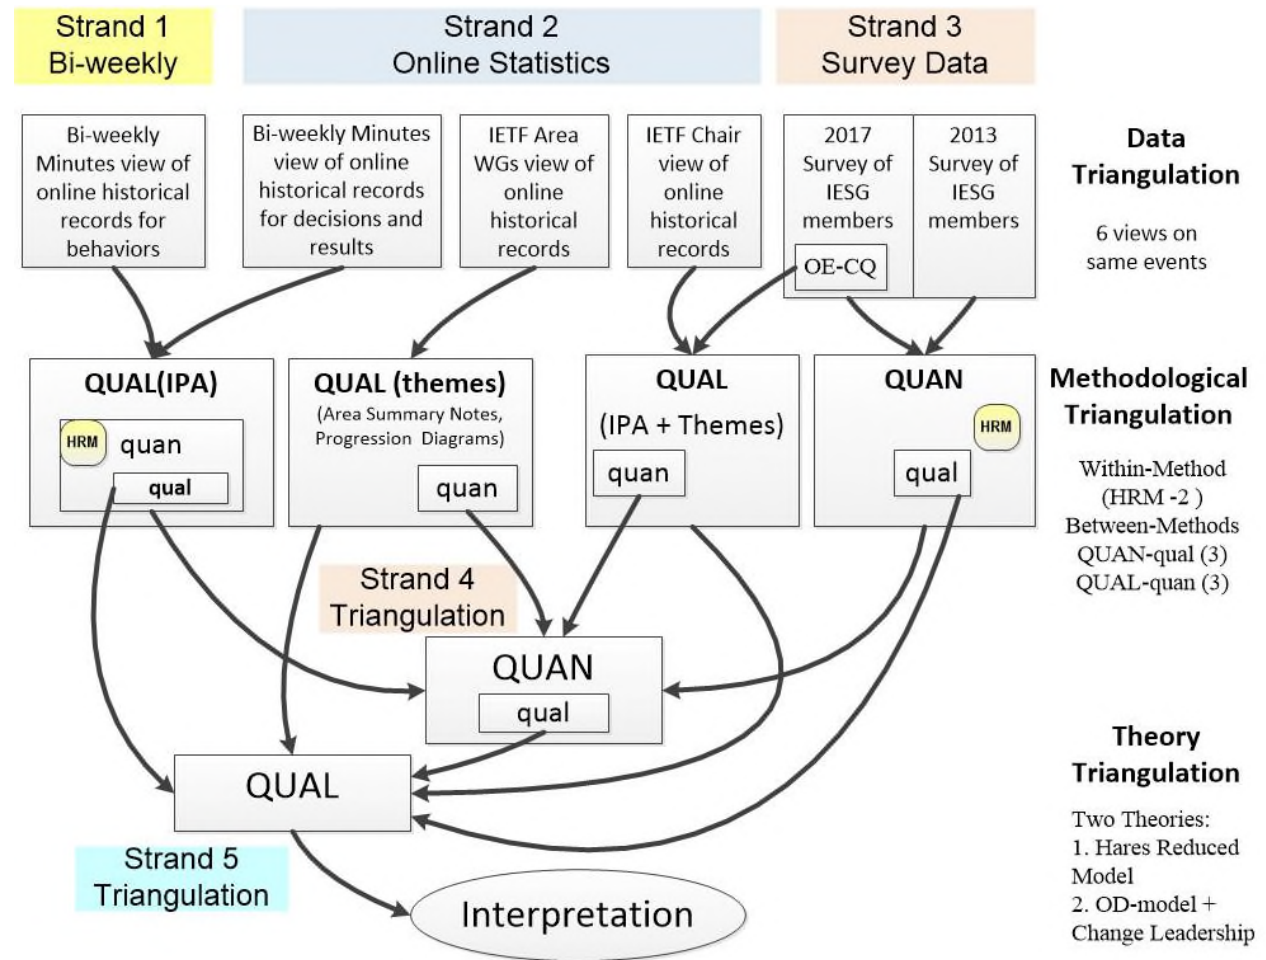 Strand 1
Bi-weekly
Strand 2
Online Statistics
Strand 3
Survey Data
Bi-weekly
Minutes view of
online historical
records for
behaviors
Bi-weekly Minutes
view of online
historical records
for decisions and
results
IETF Area
WGs view of
online
historical
records
IETF Chair
view of
online
historical
records
2017
Survey of
IESG
members
OE-CQ
2013
Survey of
IESG
members
Data
Triangulation
6 views on
same events
QUAL(IPA)
HRM
quan
qual
QUAL (themes)
(Area Summary Notes,
Progression Diagrams)
quan
QUAL
(IPA + Themes)
quan
QUAN
HRM
qual
Methodological
Triangulation
Within-Method
(HRM -2 )
Between-Methods
QUAN-qual (3)
QUAL-quan (3)
Strand 4
Triangulation
QUAN
qual
QUAL
Strand 5
Triangulation
Interpretation
Theory
Triangulation
Two Theories:
1. Hares Reduced
Model
2. OD-model +
Change Leadership